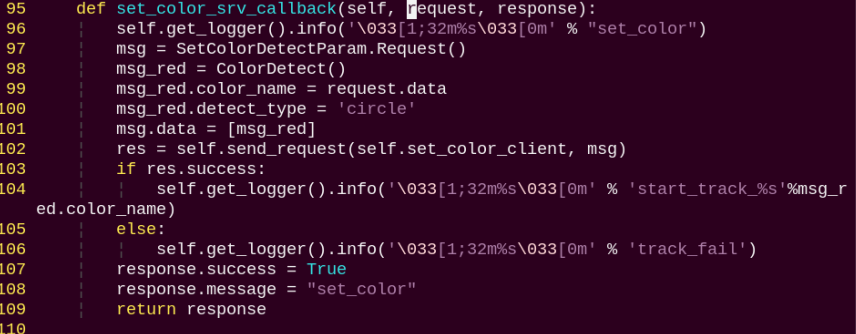 95     def set_color_srv_callback(self, request, response):
96         self.get_logger().info('\033[1;32m%s\033[0m' % "set_color")
97         msg = SetColorDetectParam.Request()
98         msg_red = ColorDetect()
99         msg_red.color_name = request.data
100         msg_red.detect_type = 'circle'
101         msg.data = [msg_red]
102         res = self.send_request(self.set_color_client, msg)
103         if res.success:
104             self.get_logger().info('\033[1;32m%s\033[0m' % 'start_track_%s'%msg_r
ed.color_name)
105         else:
106             self.get_logger().info('\033[1;32m%s\033[0m' % 'track_fail')
107         response.success = True
108         response.message = "set_color"
109         return response
110